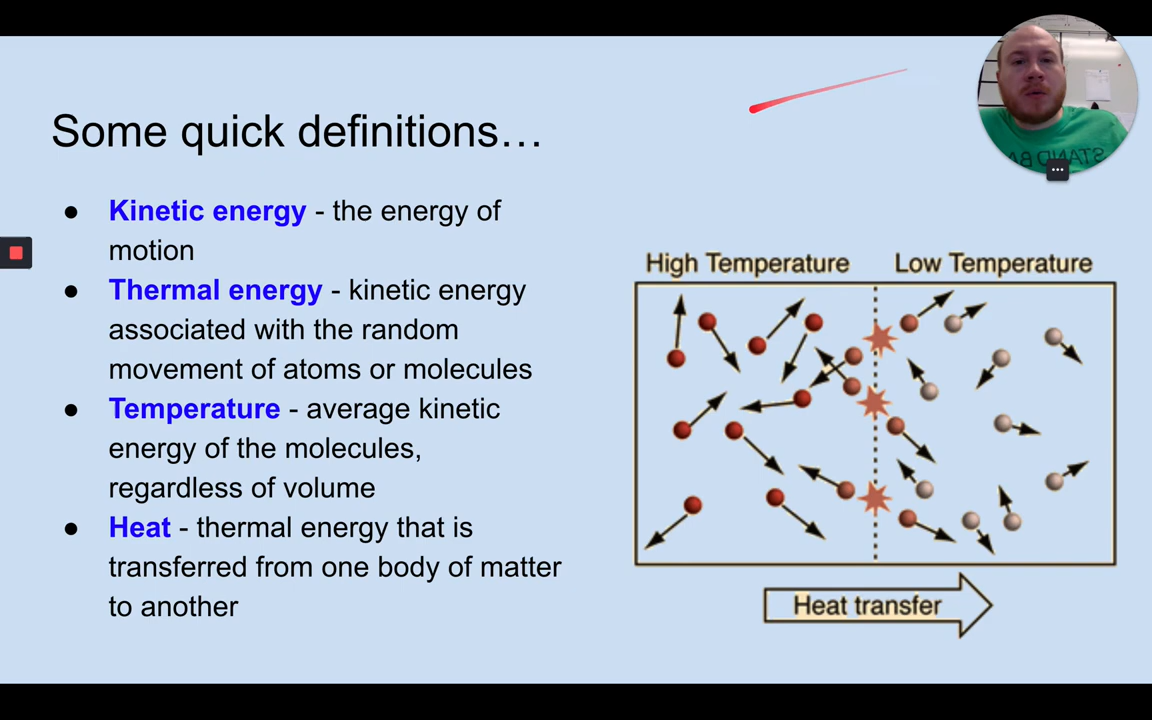 Some quick definitions…
● Kinetic energy - the energy of
motion
● Thermal energy - kinetic energy
associated with the random
movement of atoms or molecules
● Temperature - average kinetic
energy of the molecules,
regardless of volume
● Heat - thermal energy that is
transferred from one body of matter
to another
High Temperature
Low Temperature
Heat transfer
STAND